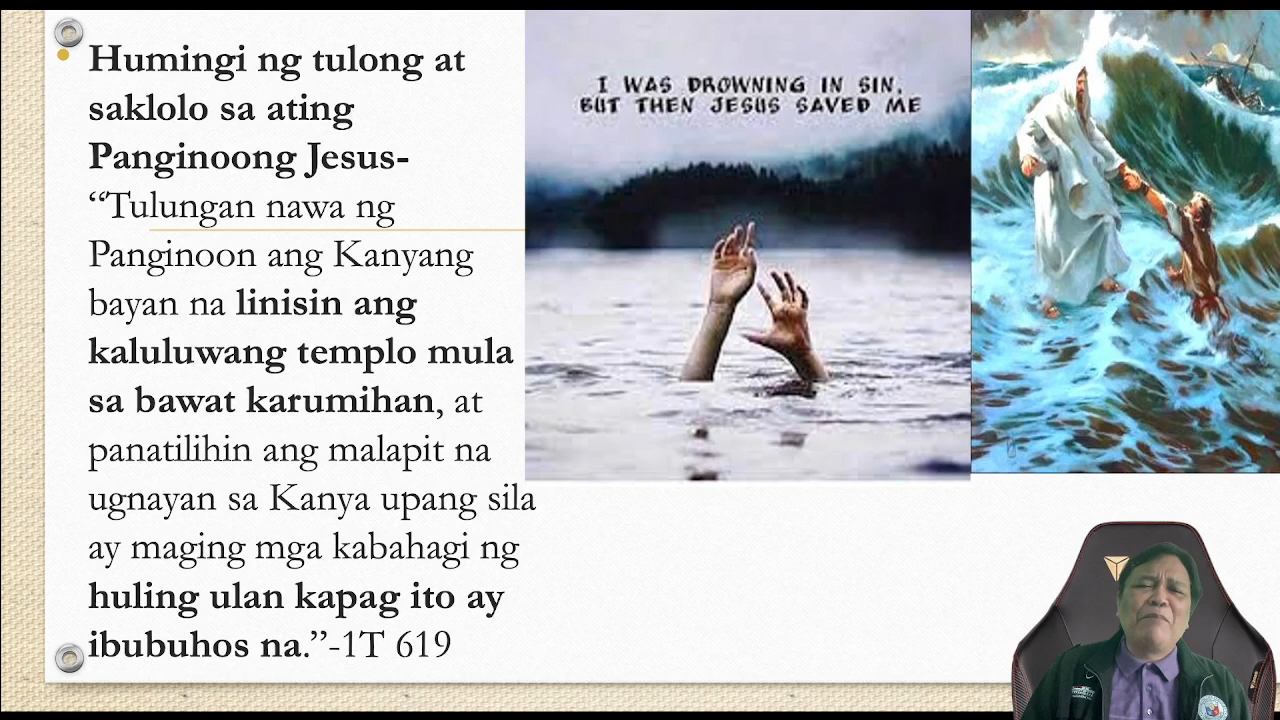 Humingi ng tulong at
saklolo sa ating
Panginoong Jesus-
“Tulungan nawa ng
Panginoon ang Kanyang
bayan na linisin ang
kaluluwang templo mula
sa bawat karumihan, at
panatilihin ang malapit na
ugnayan sa Kanya upang sila
ay maging mga kabahagi ng
huling ulan kapag ito ay
ibubuhos na.”-1T 619
I WAS DROWNING IN SIN,
BUT THEN JESUS SAVED ME